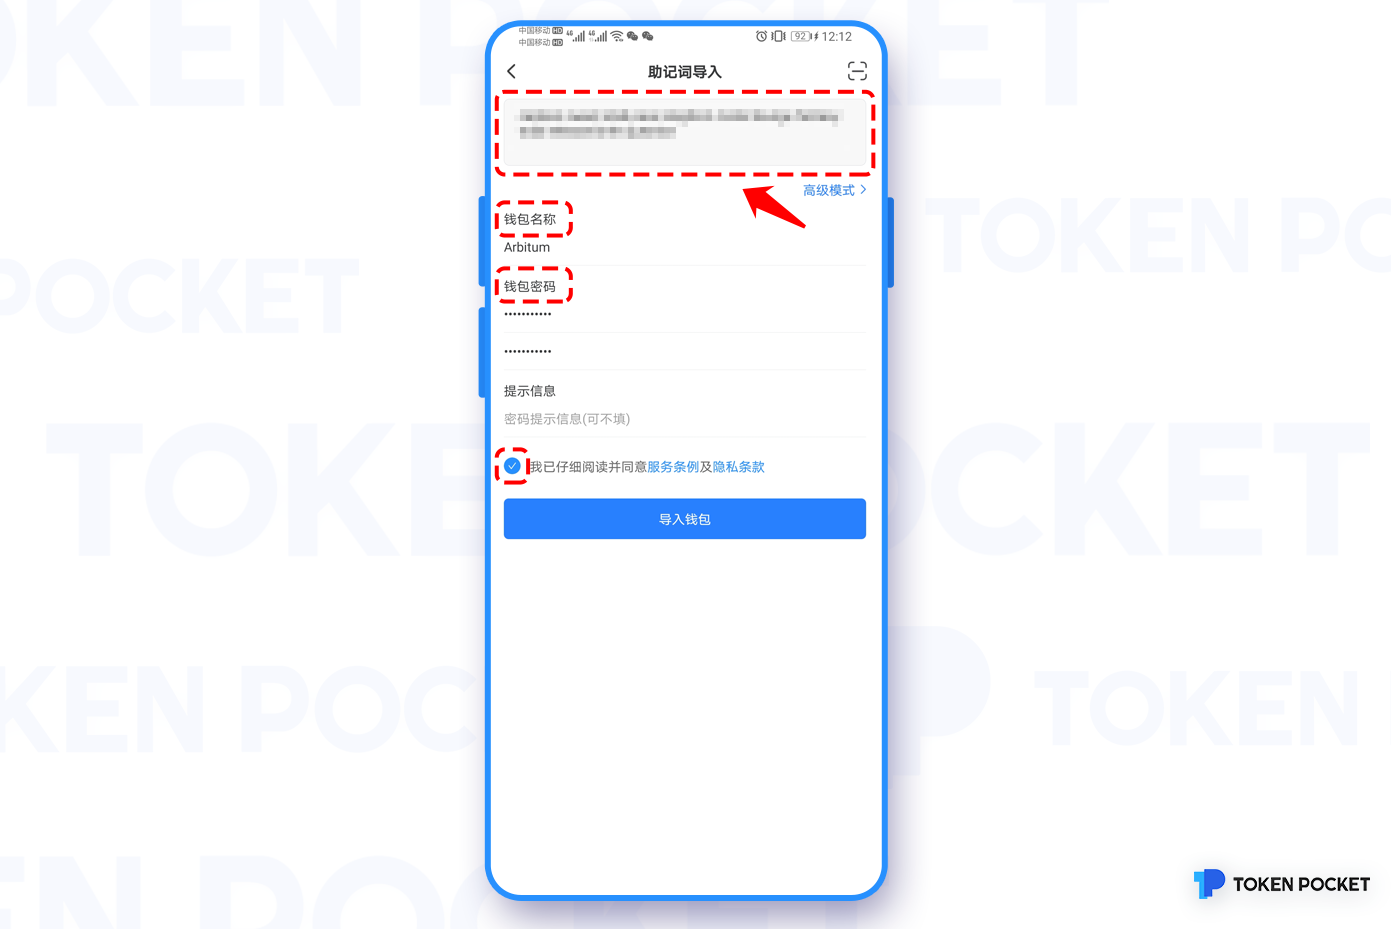 中国移动 HD 4G 4G 92 12:12
中国移动 HD
助记词导入
高级模式 >
钱包名称
Arbitum
钱包密码
•••••••••••
•••••••••••
提示信息
密码提示信息(可不填)
我已仔细阅读并同意服务条例及隐私条款
导入钱包
TOKEN POCKET